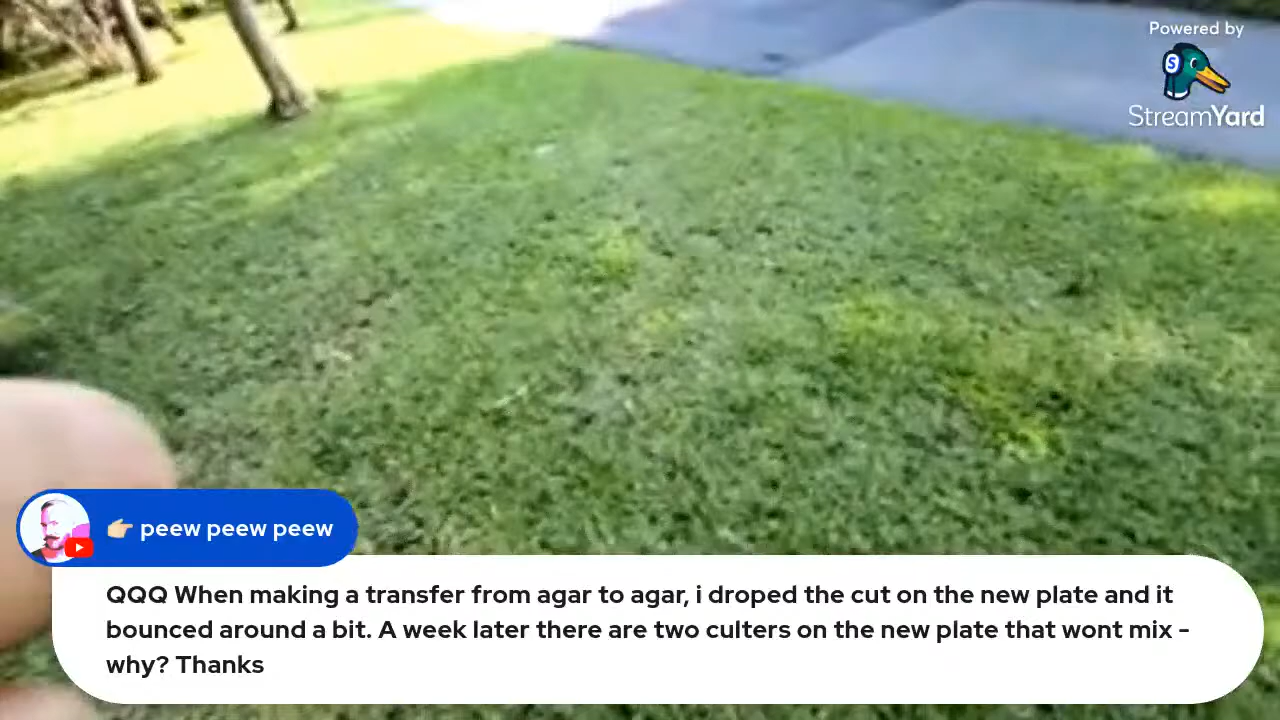 Powered by
StreamYard
👉🏼 peew peew peew
QQQ When making a transfer from agar to agar, i droped the cut on the new plate and it
bounced around a bit. A week later there are two culters on the new plate that wont mix -
why? Thanks